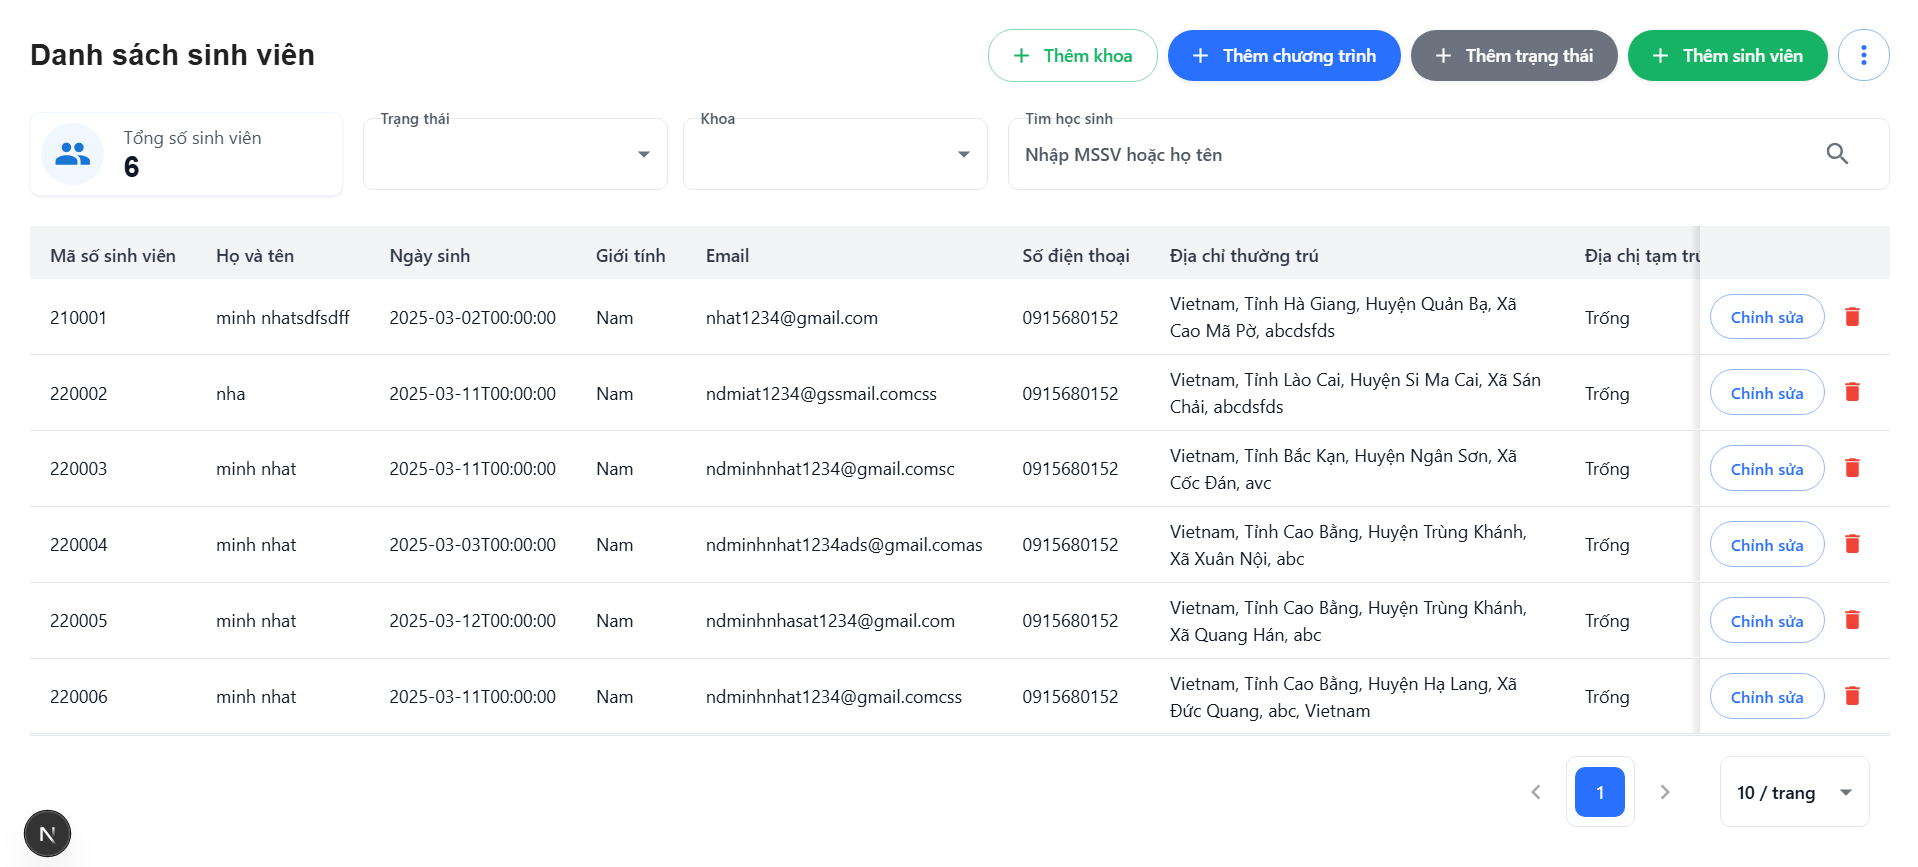 Danh sách sinh viên
Thêm khoa
Thêm chương trình
Thêm trạng thái
Thêm sinh viên
Tổng số sinh viên
6
Trạng thái
Khoa
Tìm học sinh
Nhập MSSV hoặc họ tên
Mã số sinh viên Họ và tên Ngày sinh Giới tính Email Số điện thoại Địa chỉ thường trú Địa chị tạm trú
210001 minh nhatsdfsdff 2025-03-02T00:00:00 Nam nhat1234@gmail.com 0915680152 Vietnam, Tỉnh Hà Giang, Huyện Quản Bạ, Xã
Cao Mã Pờ, abcdsfds Trống Chỉnh sửa
220002 nha 2025-03-11T00:00:00 Nam ndmiat1234@gssmail.comcss 0915680152 Vietnam, Tỉnh Lào Cai, Huyện Si Ma Cai, Xã Sán
Chải, abcdsfds Trống Chỉnh sửa
220003 minh nhat 2025-03-11T00:00:00 Nam ndminhnhat1234@gmail.comsc 0915680152 Vietnam, Tỉnh Bắc Kạn, Huyện Ngân Sơn, Xã
Cốc Đán, avc Trống Chỉnh sửa
220004 minh nhat 2025-03-03T00:00:00 Nam ndminhnhat1234ads@gmail.comas 0915680152 Vietnam, Tỉnh Cao Bằng, Huyện Trùng Khánh,
Xã Xuân Nội, abc Trống Chỉnh sửa
220005 minh nhat 2025-03-12T00:00:00 Nam ndminhnhasat1234@gmail.com 0915680152 Vietnam, Tỉnh Cao Bằng, Huyện Trùng Khánh,
Xã Quang Hán, abc Trống Chỉnh sửa
220006 minh nhat 2025-03-11T00:00:00 Nam ndminhnhat1234@gmail.comcss 0915680152 Vietnam, Tỉnh Cao Bằng, Huyện Hạ Lang, Xã
Đức Quang, abc, Vietnam Trống Chỉnh sửa
1
10 / trang
N